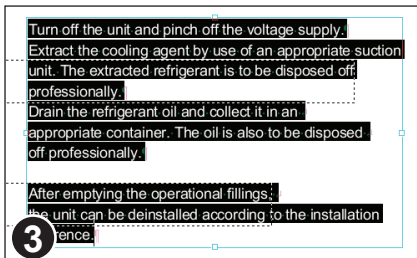 Turn off the unit and pinch off the voltage supply.
Extract the cooling agent by use of an appropriate suction
unit. The extracted refrigerant is to be disposed off
professionally.
Drain the refrigerant oil and collect it in an
appropriate container. The oil is also to be disposed
off professionally.
After emptying the operational fillings,
the unit can be deinstalled according to the installation
3